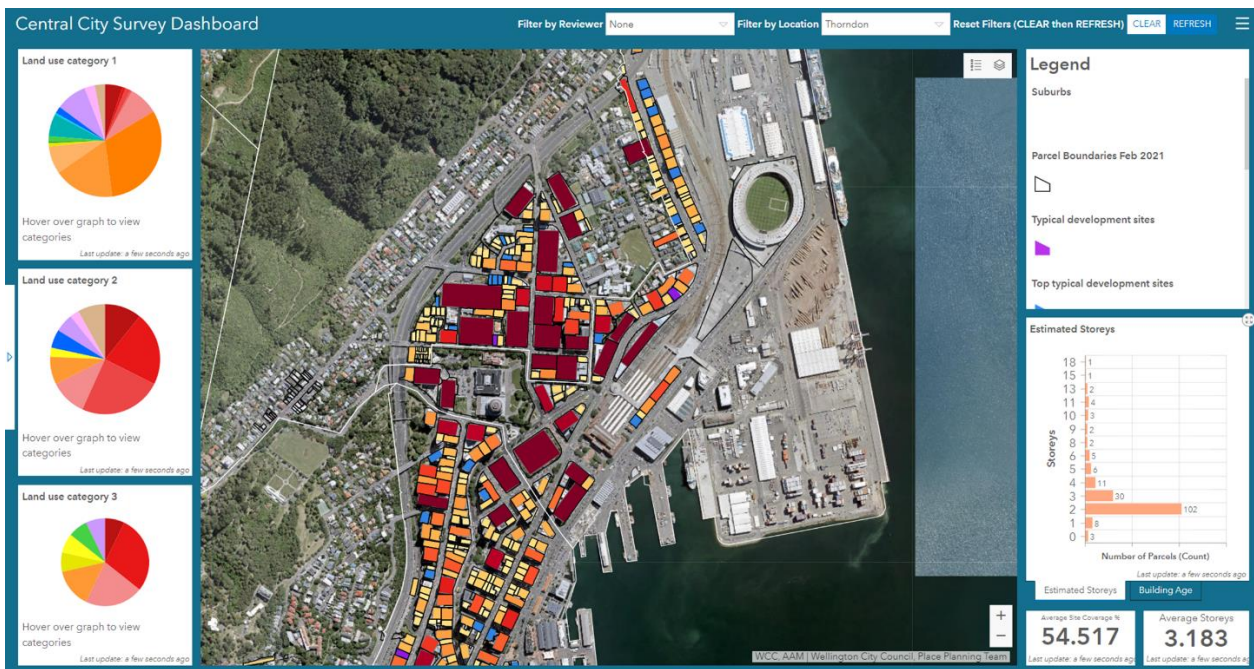 Central City Survey Dashboard
Filter by Reviewer None Filter by Location Thorndon Reset Filters (CLEAR then REFRESH) CLEAR REFRESH
Land use category 1
Hover over graph to view
categories
Last update: a few seconds ago
Land use category 2
Hover over graph to view
categories
Last update: a few seconds ago
Land use category 3
Hover over graph to view
categories
Last update: a few seconds ago
WCC, AAM | Wellington City Council, Place Planning Team
Legend
Suburbs
Parcel Boundaries Feb 2021
Typical development sites
Top typical development sites
Estimated Storeys
Storeys
18 1
15 1
13 2
11 4
10 3
9 2
8 2
6 5
5 6
4 11
3 30
2 102
1 8
0 3
Number of Parcels (Count)
Last update: a few seconds ago
Estimated Storeys Building Age
Average Site Coverage %
54.517
Last update: a few seconds ago
Average Storeys
3.183
Last update: a few seconds a